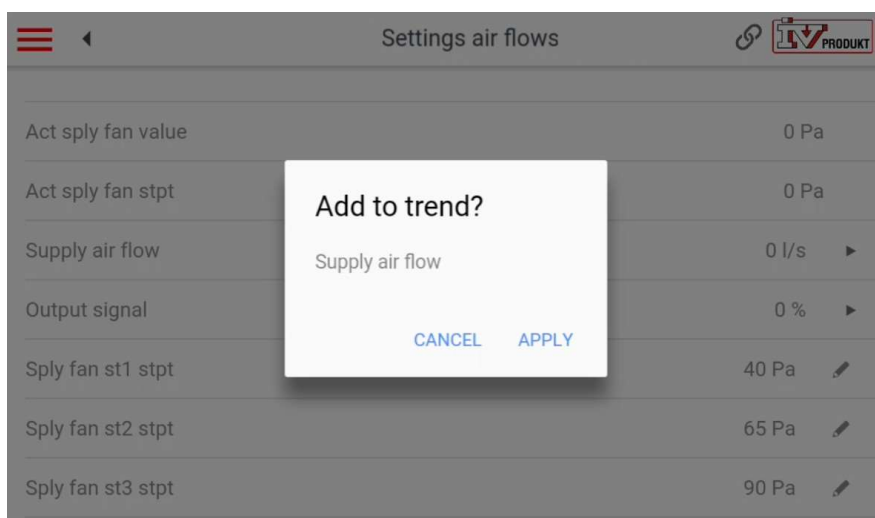 Settings air flows
IV PRODUKT
Act sply fan value 0 Pa
Act sply fan stpt 0 Pa
Supply air flow 0 l/s
Output signal 0 %
Sply fan st1 stpt 40 Pa
Sply fan st2 stpt 65 Pa
Sply fan st3 stpt 90 Pa
Add to trend?
Supply air flow
CANCEL APPLY